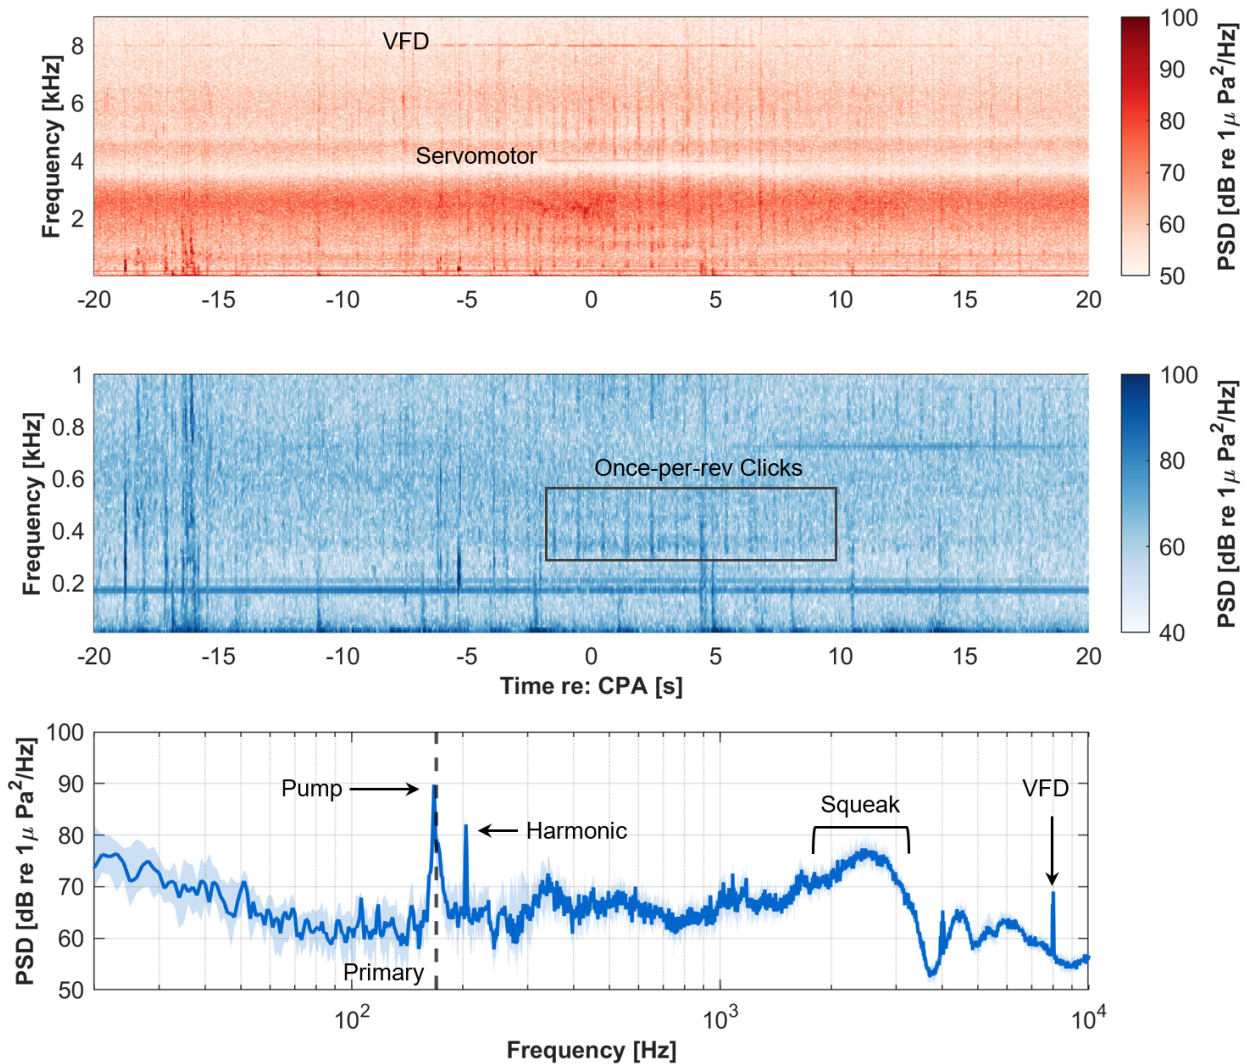 VFD
Servomotor
Frequency [kHz]
8
6
4
2
-20 -15 -10 -5 0 5 10 15 20
100
90
80
70
60
50
PSD [dB re 1μ Pa²/Hz]
Once-per-rev Clicks
Frequency [kHz]
1
0.8
0.6
0.4
0.2
-20 -15 -10 -5 0 5 10 15 20
Time re: CPA [s]
100
80
60
40
PSD [dB re 1μ Pa²/Hz]
PSD [dB re 1μ Pa²/Hz]
100
90
80
70
60
50
Pump
Harmonic
Squeak
VFD
Primary
10² 10³ 10⁴
Frequency [Hz]